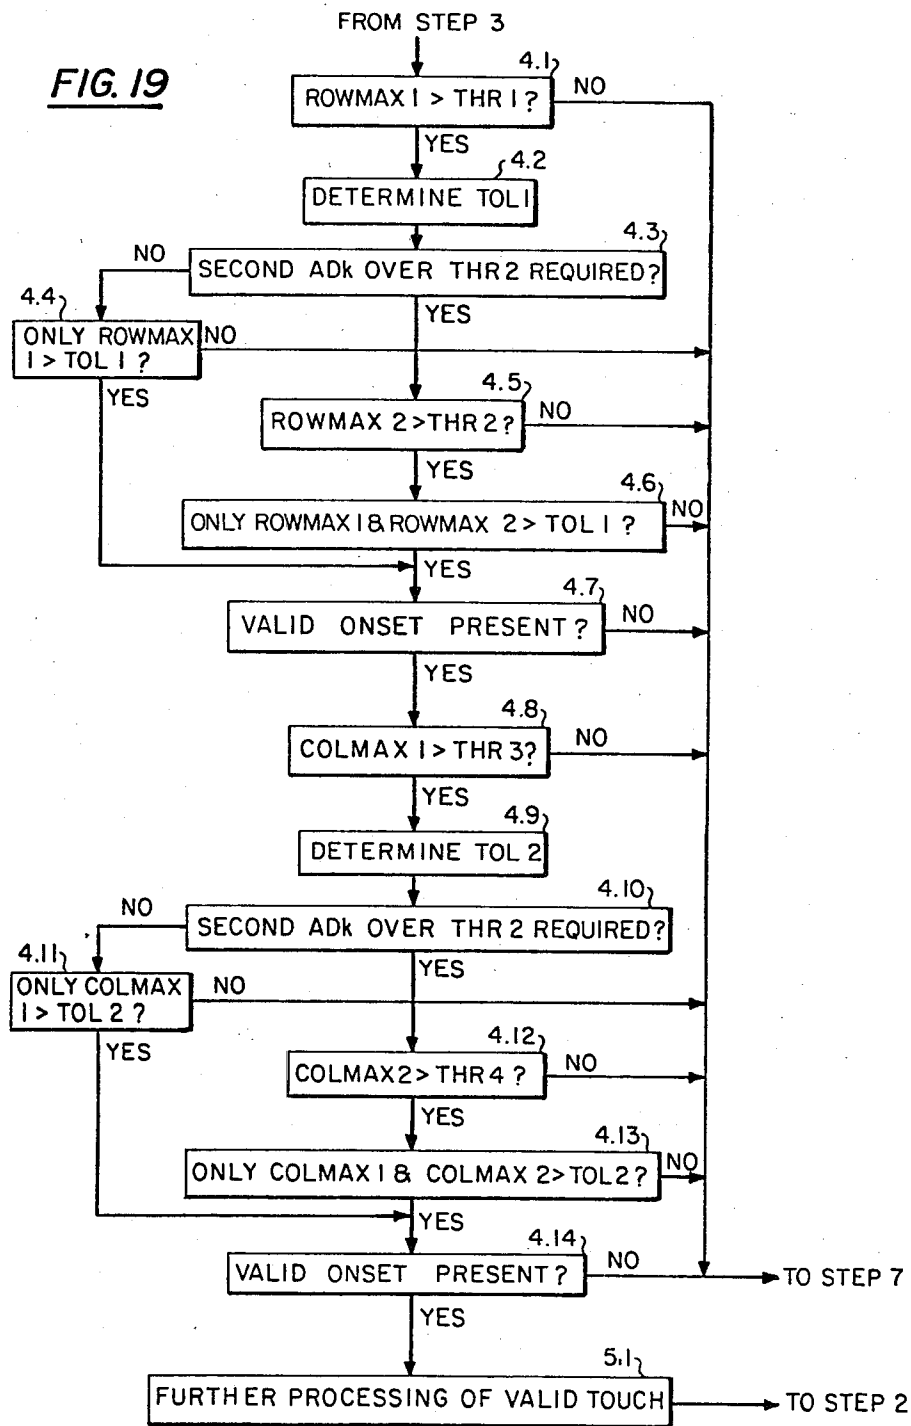 FROM STEP 3
FIG. 19
4.1
ROWMAX 1 > THR 1 ?
NO
YES
4.2
DETERMINE TOL 1
4.3
NO
SECOND ADk OVER THR 2 REQUIRED?
YES
4.4
ONLY ROWMAX
1 > TOL 1 ?
NO
YES
4.5
ROWMAX 2 > THR 2 ?
NO
YES
4.6
ONLY ROWMAX 1 & ROWMAX 2 > TOL 1 ?
NO
YES
4.7
VALID ONSET PRESENT ?
NO
YES
4.8
COLMAX 1 > THR 3?
NO
YES
4.9
DETERMINE TOL 2
4.10
NO
SECOND ADk OVER THR 2 REQUIRED?
YES
4.11
ONLY COLMAX
1 > TOL 2 ?
NO
YES
4.12
COLMAX 2 > THR 4 ?
NO
YES
4.13
ONLY COLMAX 1 & COLMAX 2 > TOL 2 ?
NO
YES
4.14
VALID ONSET PRESENT ?
NO
TO STEP 7
YES
5.1
FURTHER PROCESSING OF VALID TOUCH
TO STEP 2